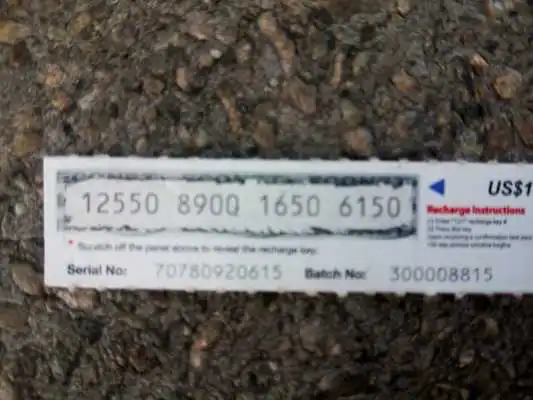 12550 8900 1650 6150
* Scratch off the panel above to reveal the recharge key.
Serial No: 70780920615 Batch No: 300008815
US$1
Recharge Instructions